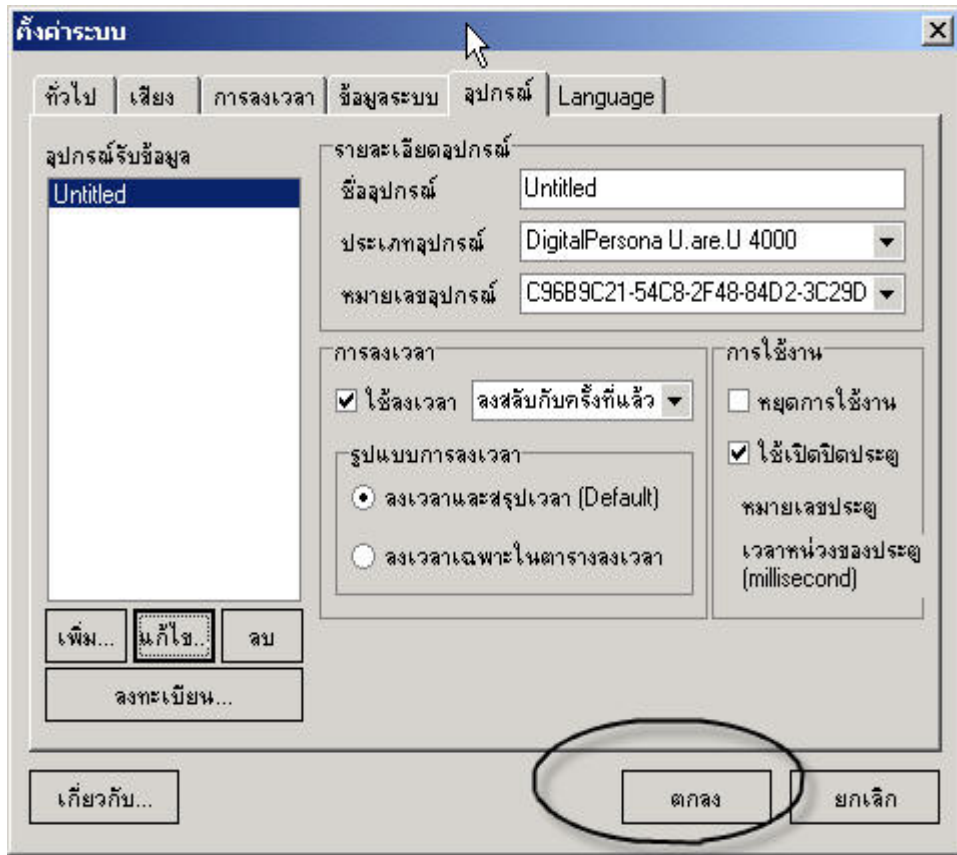 ตั้งค่าระบบ
ทั่วไป เสียง การลงเวลา ข้อมูลระบบ อุปกรณ์ Language
อุปกรณ์รับข้อมูล
Untitled
รายละเอียดอุปกรณ์
ชื่ออุปกรณ์ Untitled
ประเภทอุปกรณ์ DigitalPersona U.are.U 4000
หมายเลขอุปกรณ์ C96B9C21-54C8-2F48-84D2-3C29D
การลงเวลา
ใช้ลงเวลา ลงสลับกับครั้งที่แล้ว
รูปแบบการลงเวลา
ลงเวลาและสรุปเวลา (Default)
ลงเวลาเฉพาะในตารางลงเวลา
การใช้งาน
หยุดการใช้งาน
ใช้เปิดปิดประตู
หมายเลขประตู
เวลาหน่วงของประตู
(millisecond)
เพิ่ม... แก้ไข.. ลบ
ลงทะเบียน...
เกี่ยวกับ... ตกลง ยกเลิก